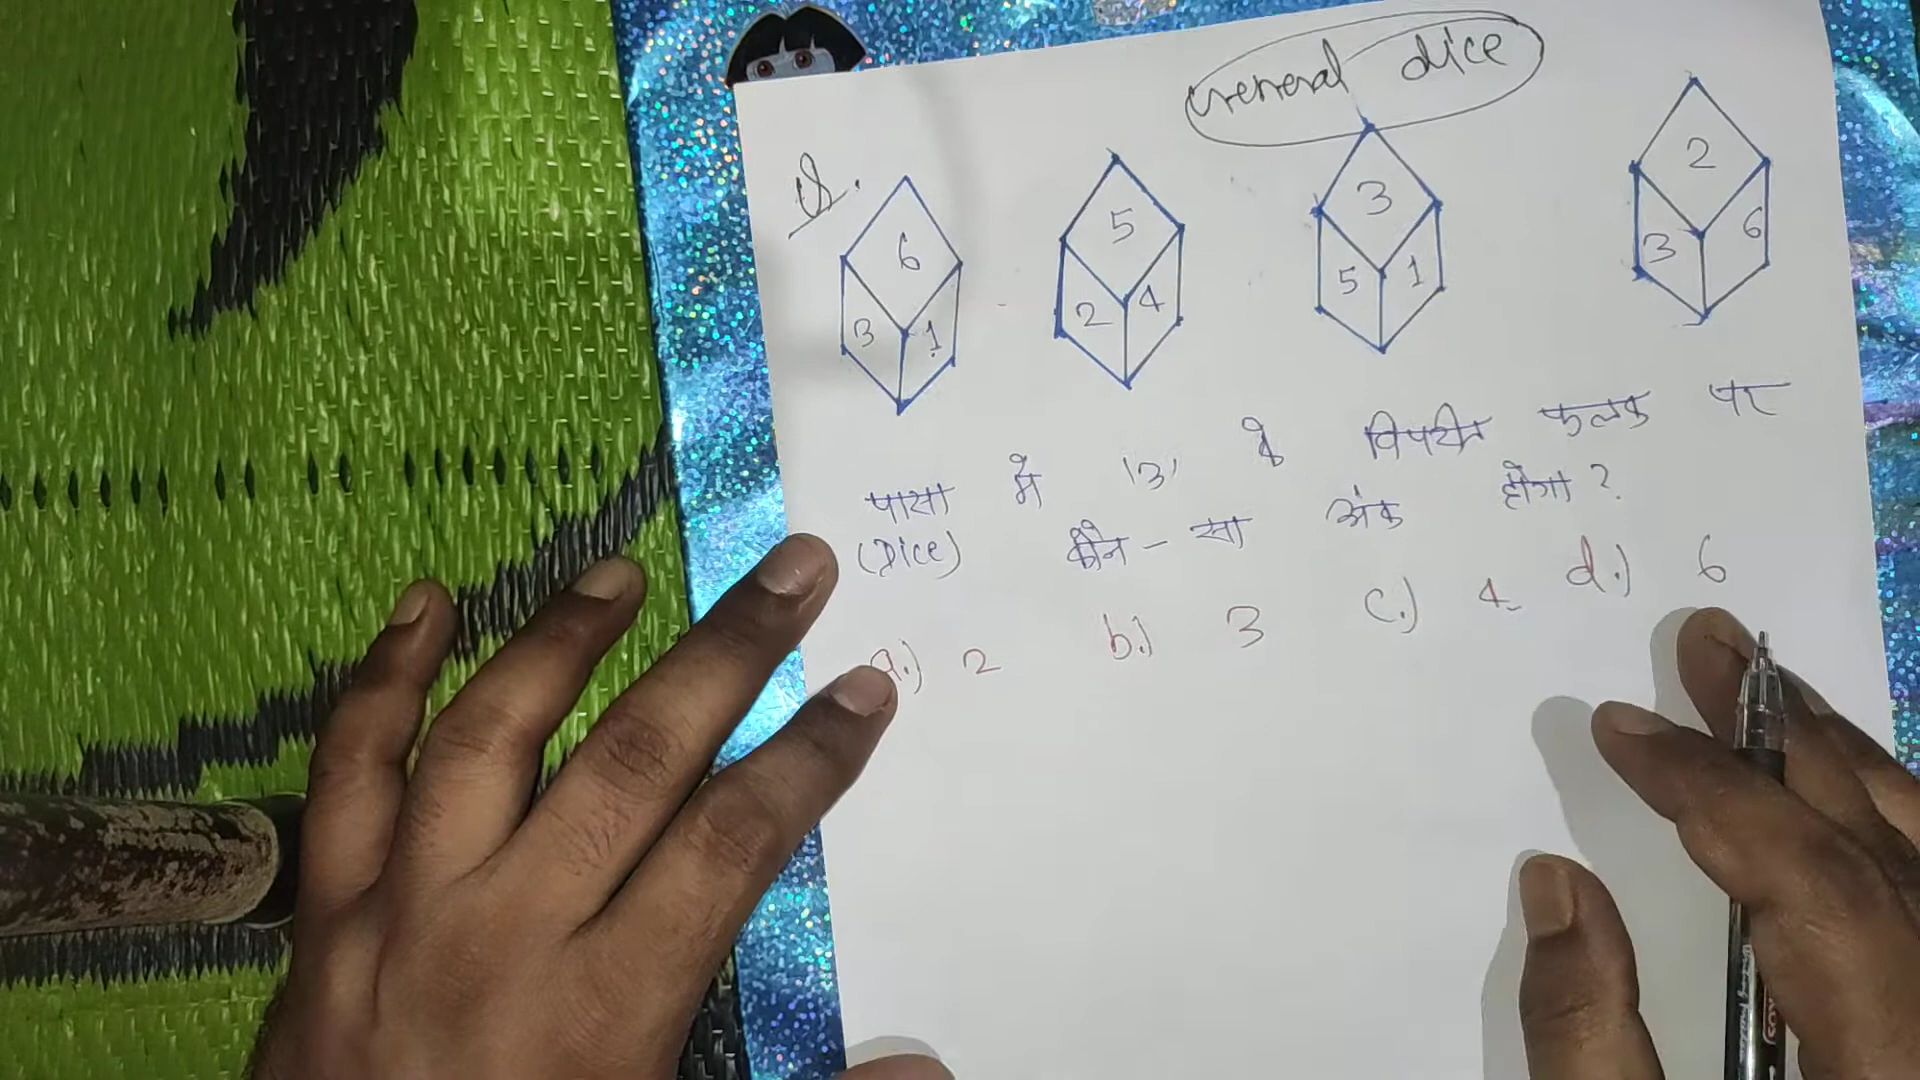 General dice
Q.
6 3 1
5 2 4
3 5 1
2 3 6
पासा में '3' के विपरीत फलक पर
(Dice) कौन-सा अंक होगा?
a.) 2 b.) 3 c.) 4 d.) 6